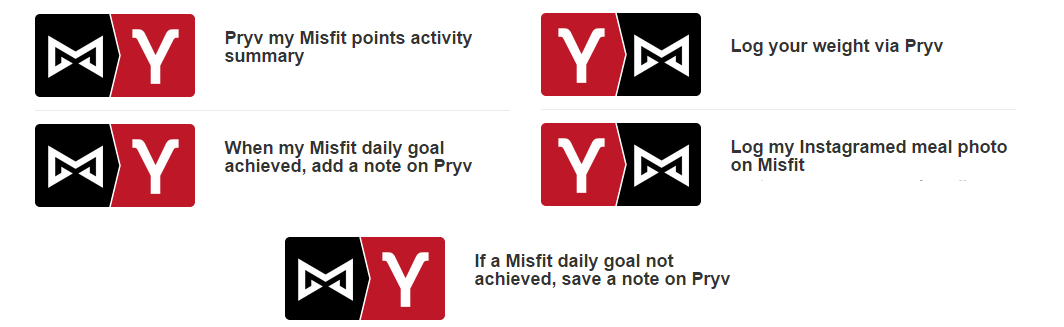 Pryv my Misfit points activity
summary
Log your weight via Pryv
When my Misfit daily goal
achieved, add a note on Pryv
Log my Instagramed meal photo
on Misfit
If a Misfit daily goal not
achieved, save a note on Pryv